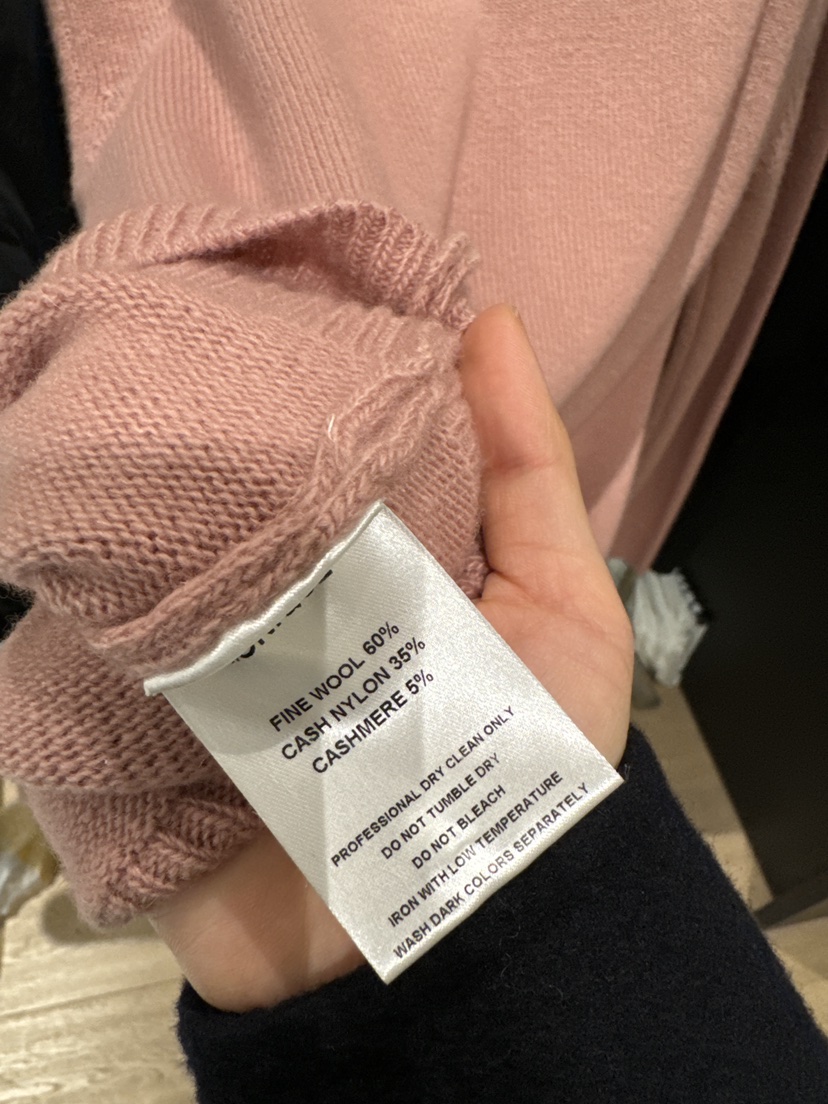 FINE WOOL 60%
CASH NYLON 35%
CASHMERE 5%
PROFESSIONAL DRY CLEAN ONLY
DO NOT TUMBLE DRY
DO NOT BLEACH
IRON WITH LOW TEMPERATURE
WASH DARK COLORS SEPARATELY